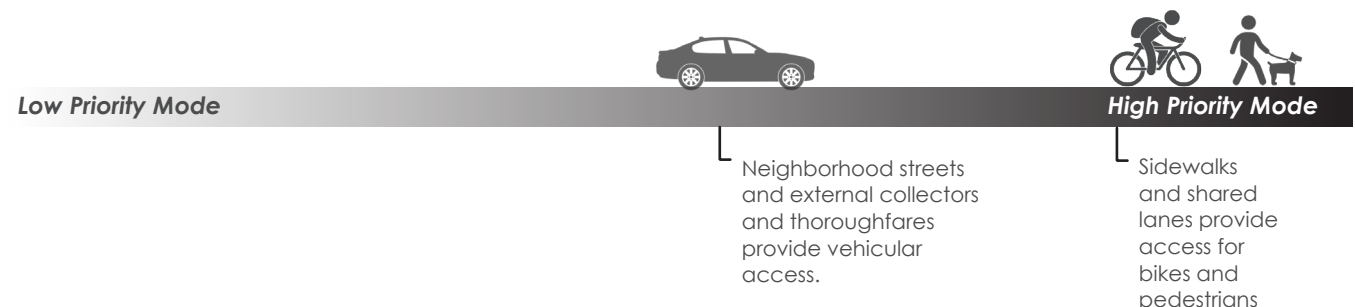 Low Priority Mode
High Priority Mode
Neighborhood streets
and external collectors
and thoroughfares
provide vehicular
access.
Sidewalks
and shared
lanes provide
access for
bikes and
pedestrians